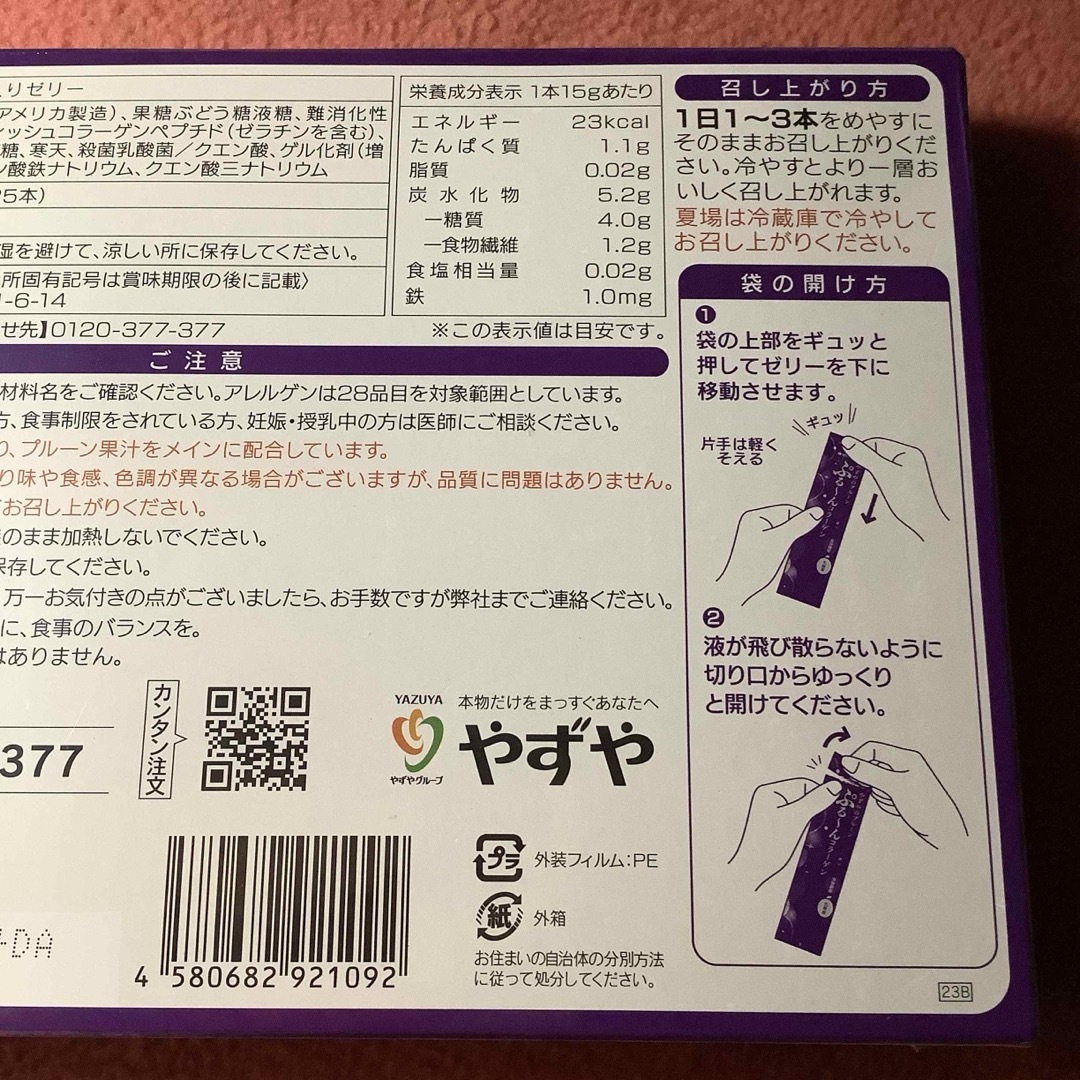 りゼリー
アメリカ製造)、果糖ぶどう糖液糖、難消化性
ィッシュコラーゲンペプチド(ゼラチンを含む)、
糖、寒天、殺菌乳酸菌/クエン酸、ゲル化剤(増
ン酸鉄ナトリウム、クエン酸三ナトリウム
5本)
湿を避けて、涼しい所に保存してください。
所固有記号は賞味期限の後に記載〉
1-6-14
せ先】0120-377-377
栄養成分表示 1本15gあたり
エネルギー 23kcal
たんぱく質 1.1g
脂質 0.02g
炭水化物 5.2g
—糖質 4.0g
—食物繊維 1.2g
食塩相当量 0.02g
鉄 1.0mg
※この表示値は目安です。
ご注意
材料名をご確認ください。アレルゲンは28品目を対象範囲としています。
方、食事制限をされている方、妊娠・授乳中の方は医師にご相談ください。
り、プルーン果汁をメインに配合しています。
り味や食感、色調が異なる場合がございますが、品質に問題はありません。
お召し上がりください。
のまま加熱しないでください。
保存してください。
万一お気付きの点がございましたら、お手数ですが弊社までご連絡ください。
に、食事のバランスを。
はありません。
377
カンタン注文
YAZUYA
やずやグループ
本物だけをまっすぐあなたへ
やずや
プラ 外装フィルム:PE
紙 外箱
お住まいの自治体の分別方法
に従って処分してください。
DA
4 580682 921092
召し上がり方
1日1〜3本をめやすに
そのままお召し上がりくだ
さい。冷やすとより一層お
いしく召し上がれます。
夏場は冷蔵庫で冷やして
お召し上がりください。
袋の開け方
1
袋の上部をギュッと
押してゼリーを下に
移動させます。
ギュッ
片手は軽く
そえる
ぷる〜んコラーゲン
2
液が飛び散らないように
切り口からゆっくり
と開けてください。
ぷる〜んコラーゲン
23B